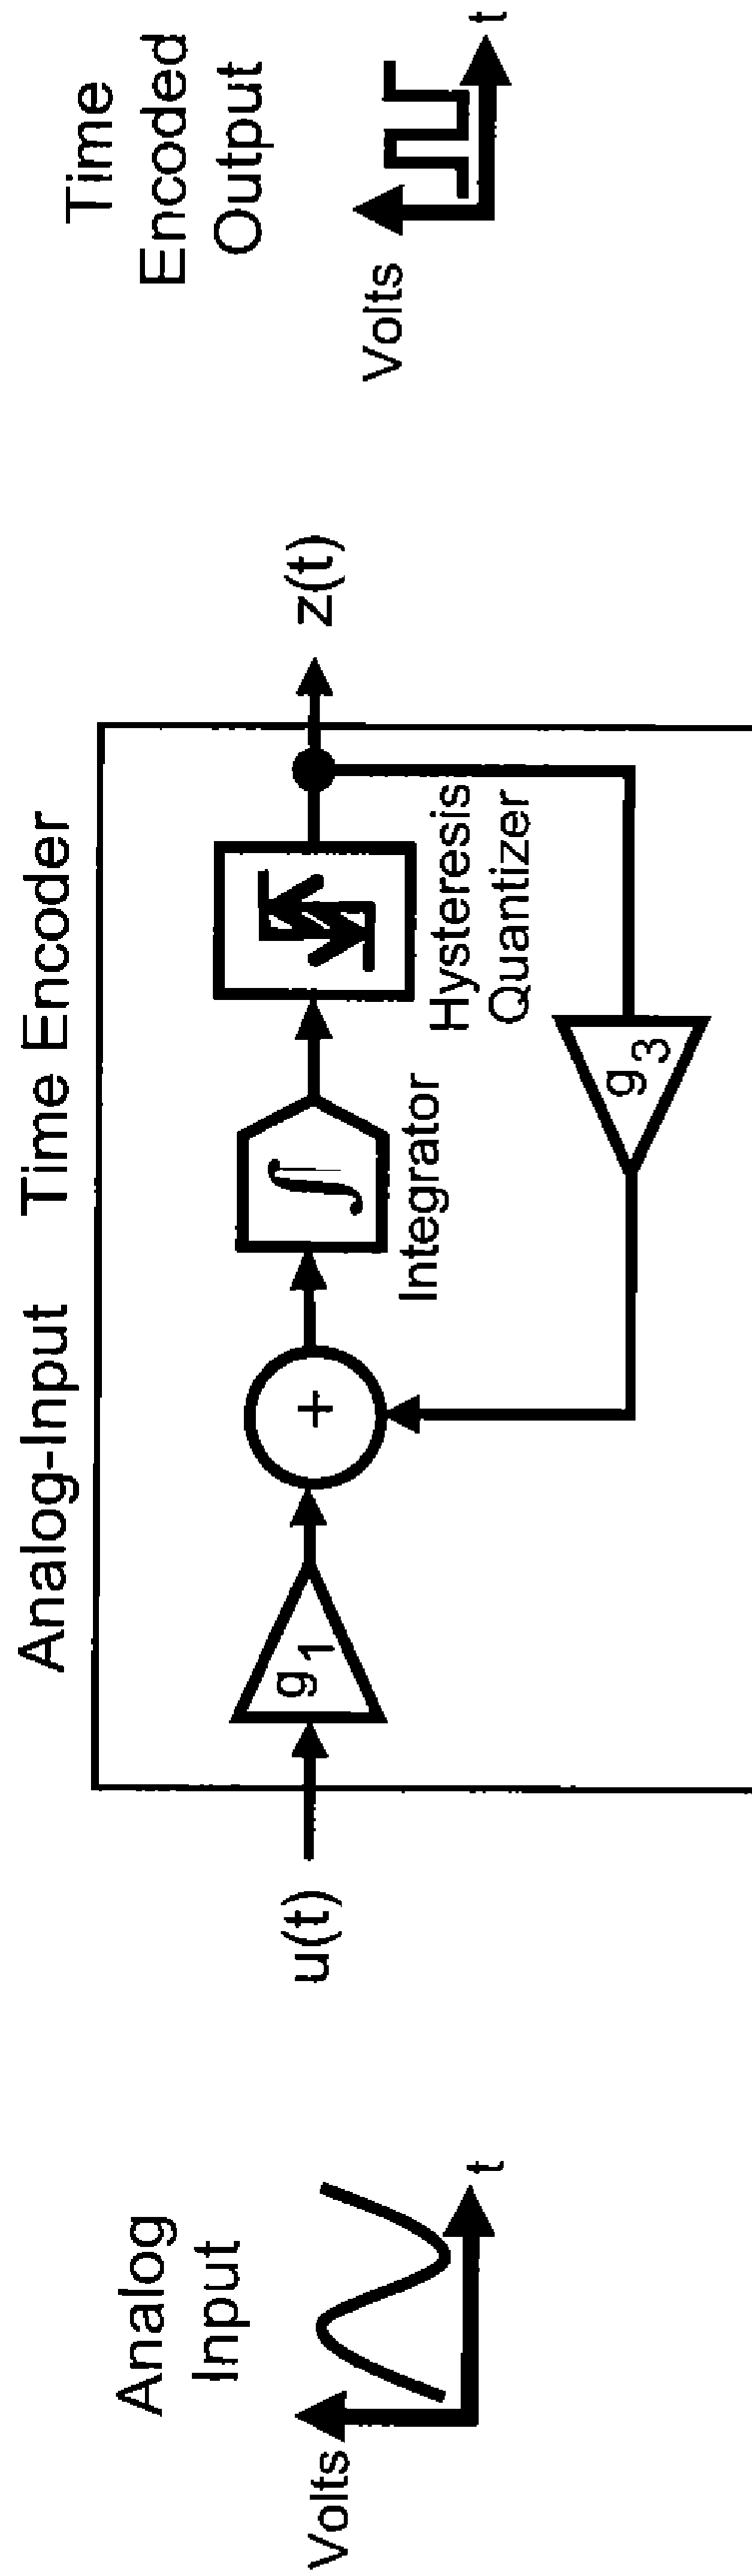 Analog-Input Time Encoder
Analog
Input
Volts
t
u(t)
g1
+
∫
Integrator
Hysteresis
Quantizer
g3
z(t)
Time
Encoded
Output
Volts
t